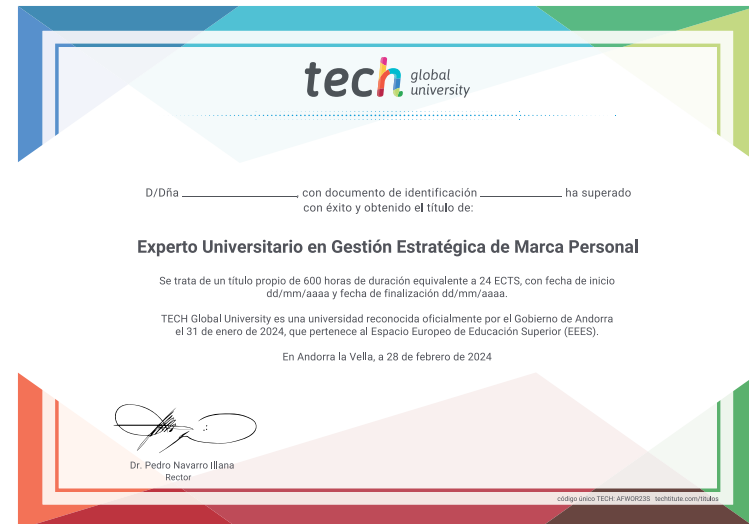 tech global university
D/Dña ____________________, con documento de identificación ______________ ha superado
con éxito y obtenido el título de:
Experto Universitario en Gestión Estratégica de Marca Personal
Se trata de un título propio de 600 horas de duración equivalente a 24 ECTS, con fecha de inicio
dd/mm/aaaa y fecha de finalización dd/mm/aaaa.
TECH Global University es una universidad reconocida oficialmente por el Gobierno de Andorra
el 31 de enero de 2024, que pertenece al Espacio Europeo de Educación Superior (EEES).
En Andorra la Vella, a 28 de febrero de 2024
Dr. Pedro Navarro Illana
Rector
código único TECH: AFWOR23S techtitute.com/titulos